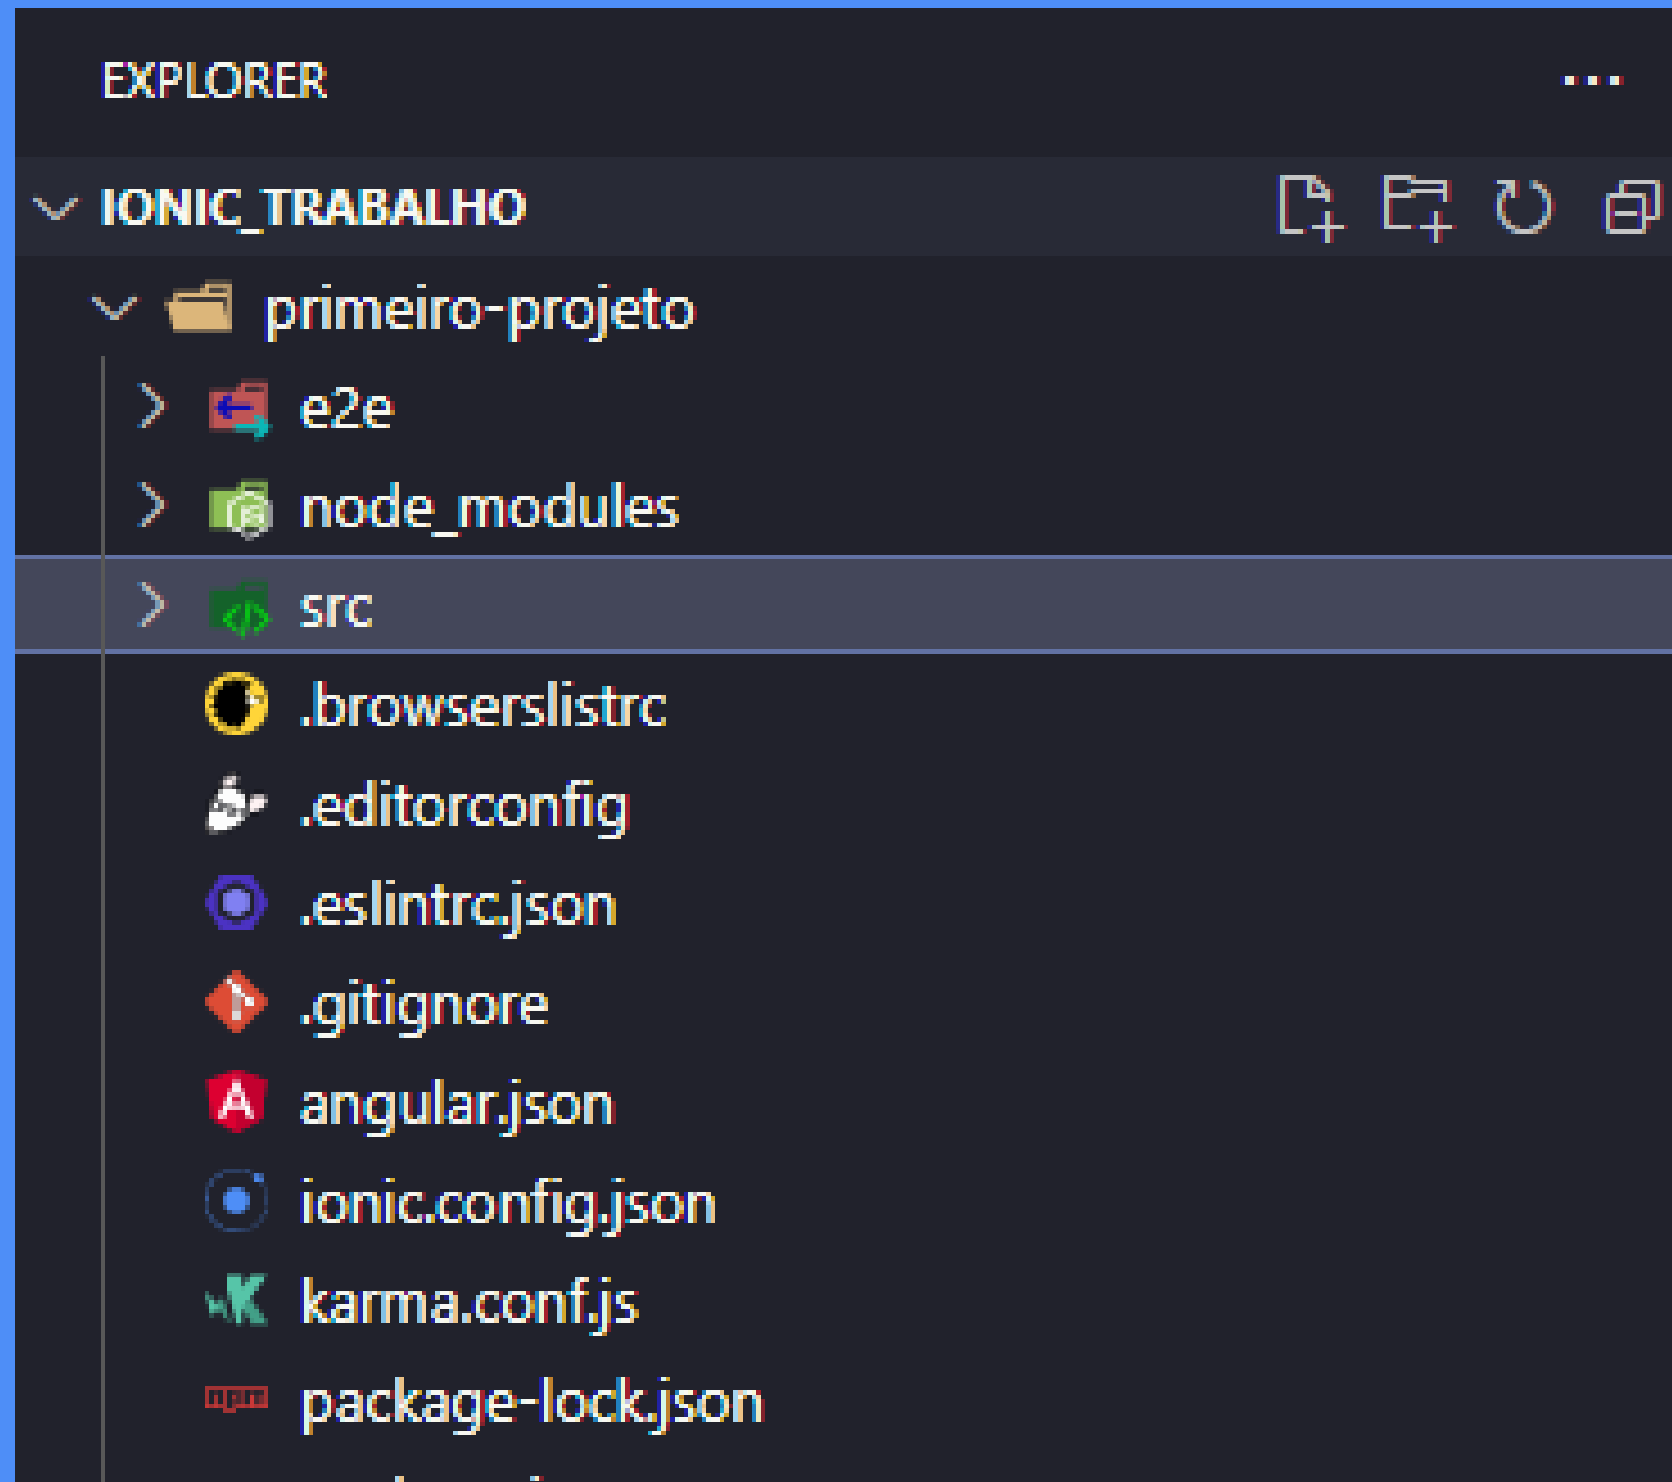 EXPLORER
IONIC_TRABALHO
primeiro-projeto
e2e
node_modules
src
.browserslistrc
.editorconfig
.eslintrc.json
.gitignore
angular.json
ionic.config.json
karma.conf.js
npm package-lock.json